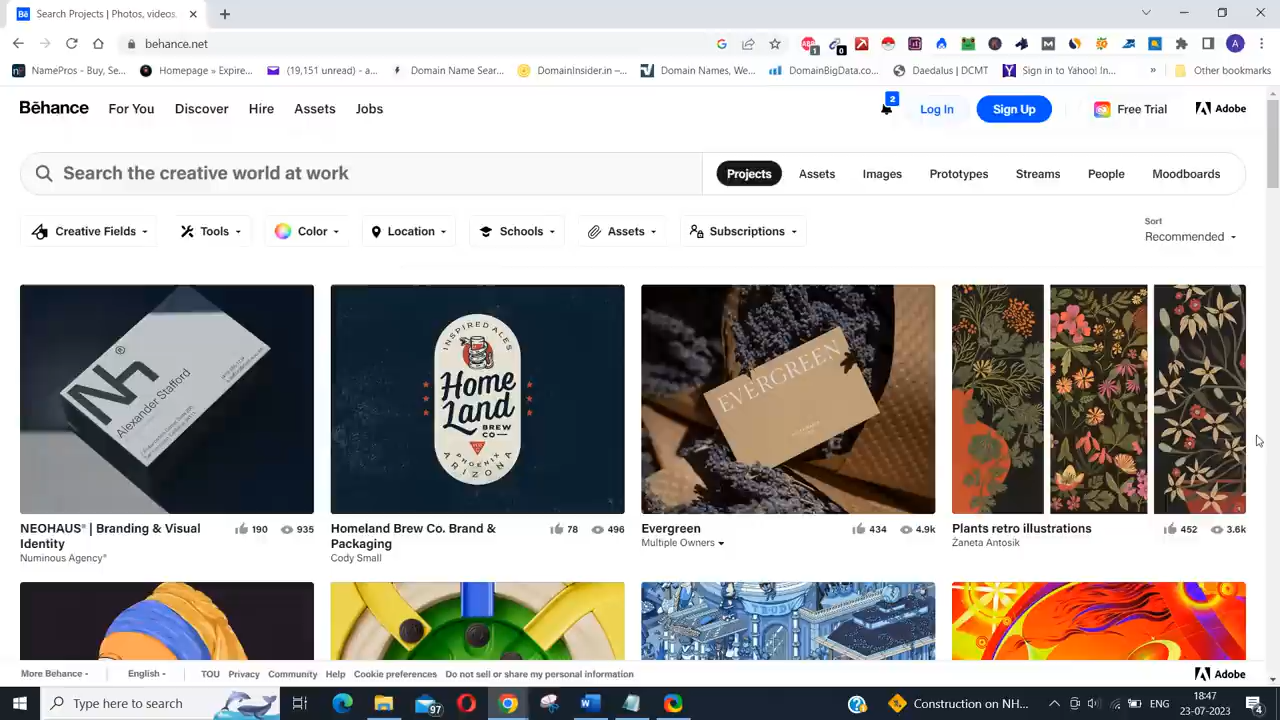 Search Projects | Photos, videos,
behance.net
1
0
A
NamePros - Buy, Se...
Homepage » Expire...
(19,151 unread) - a...
Domain Name Sear...
DomainInsider.in –...
Domain Names, We...
DomainBigData.co...
Daedalus | DCMT
Sign in to Yahoo! In...
»
Other bookmarks
Bēhance
For You
Discover
Hire
Assets
Jobs
2
Log In
Sign Up
Free Trial
Adobe
Search the creative world at work
Projects
Assets
Images
Prototypes
Streams
People
Moodboards
Creative Fields
Tools
Color
Location
Schools
Assets
Subscriptions
Sort
Recommended
Nh®
Alexander Stafford
INSPIRED ACES
Home
Land
BREW
CO
PHOENIX
ARIZONA
EVERGREEN
NEOHAUS® | Branding & Visual
Identity
190
935
Numinous Agency®
Homeland Brew Co. Brand &
Packaging
78
496
Cody Small
Evergreen
434
4.9k
Multiple Owners
Plants retro illustrations
452
3.6k
Żaneta Antosik
More Behance
English
TOU
Privacy
Community
Help
Cookie preferences
Do not sell or share my personal information
Adobe
Type here to search
97
Construction on NH...
ENG
18:47
23-07-2023
4